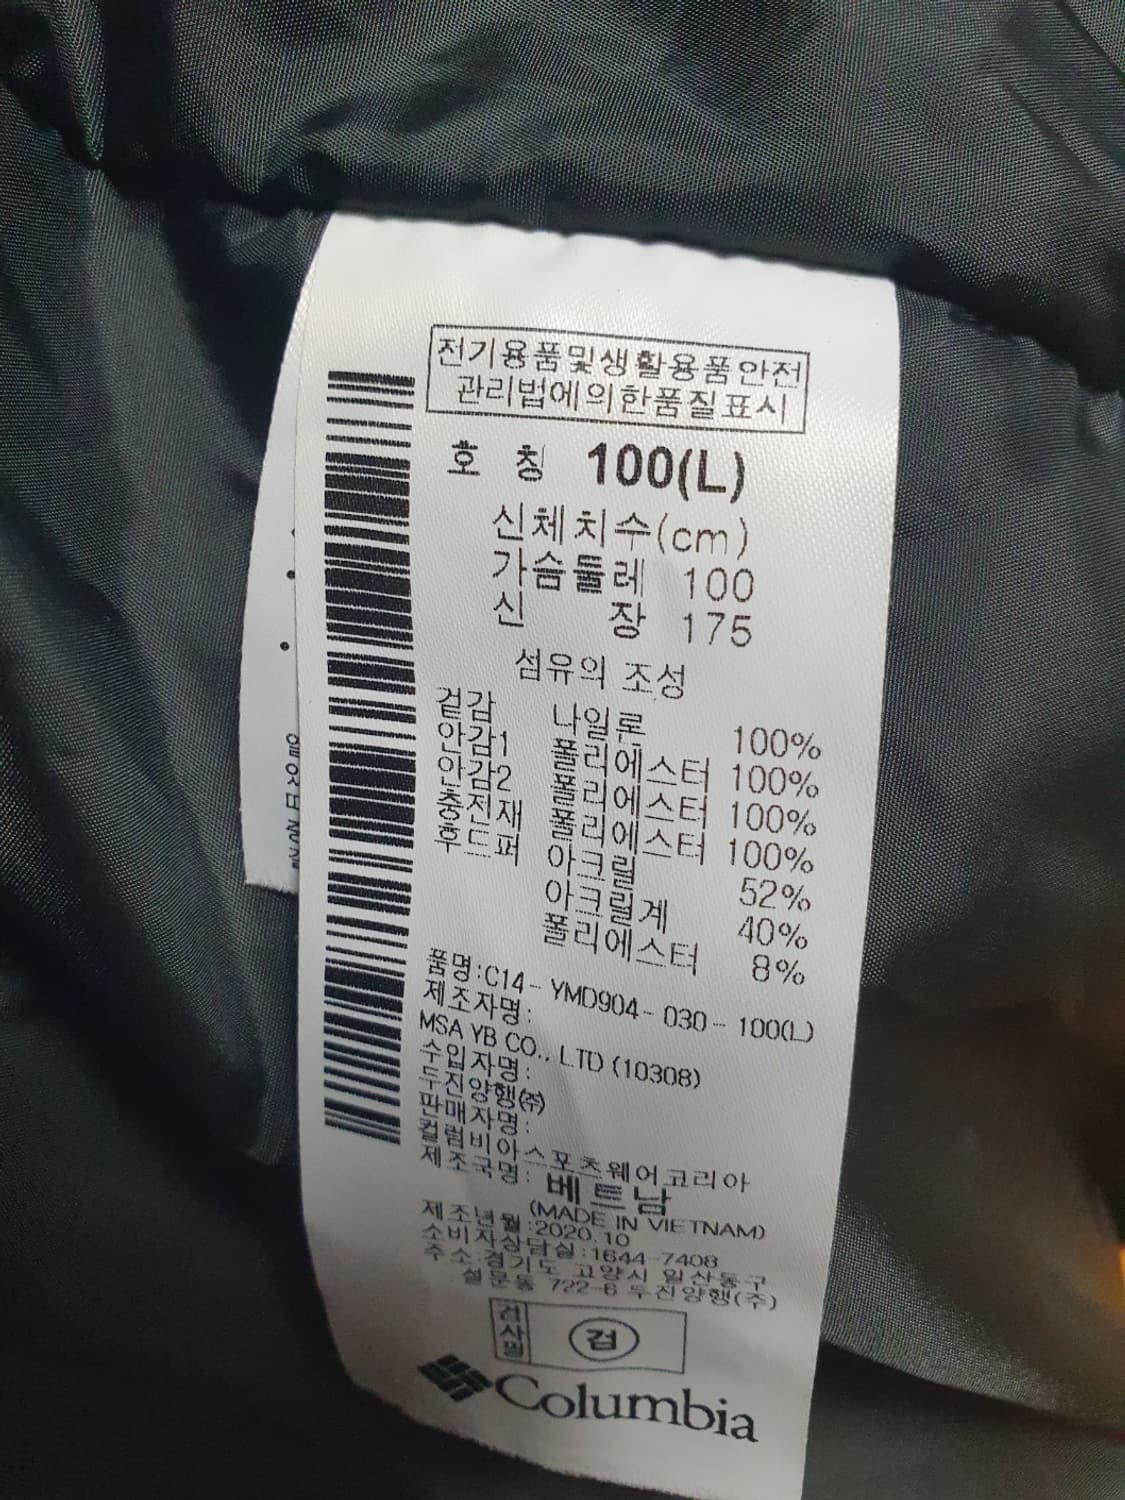 전기용품및생활용품안전
관리법에의한품질표시
호 칭 100(L)
신체치수(cm)
가슴둘레 100
신 장 175
섬유의 조성
겉감 나일론 100%
안감1 폴리에스터 100%
안감2 폴리에스터 100%
충전재 폴리에스터 100%
후드퍼 아크릴 52%
아크릴계 40%
폴리에스터 8%
품명:C14-YMD904-030-100(L)
제조자명:
MSA YB CO., LTD (10308)
수입자명:
두진양행(주)
판매자명:
컬럼비아스포츠웨어코리아
제조국명: 베트남
(MADE IN VIETNAM)
제조년월:2020.10
소비자상담실:1644-7408
주소:경기도 고양시 일산동구
설문동 722-6 두진양행(주)
검사필 검
Columbia